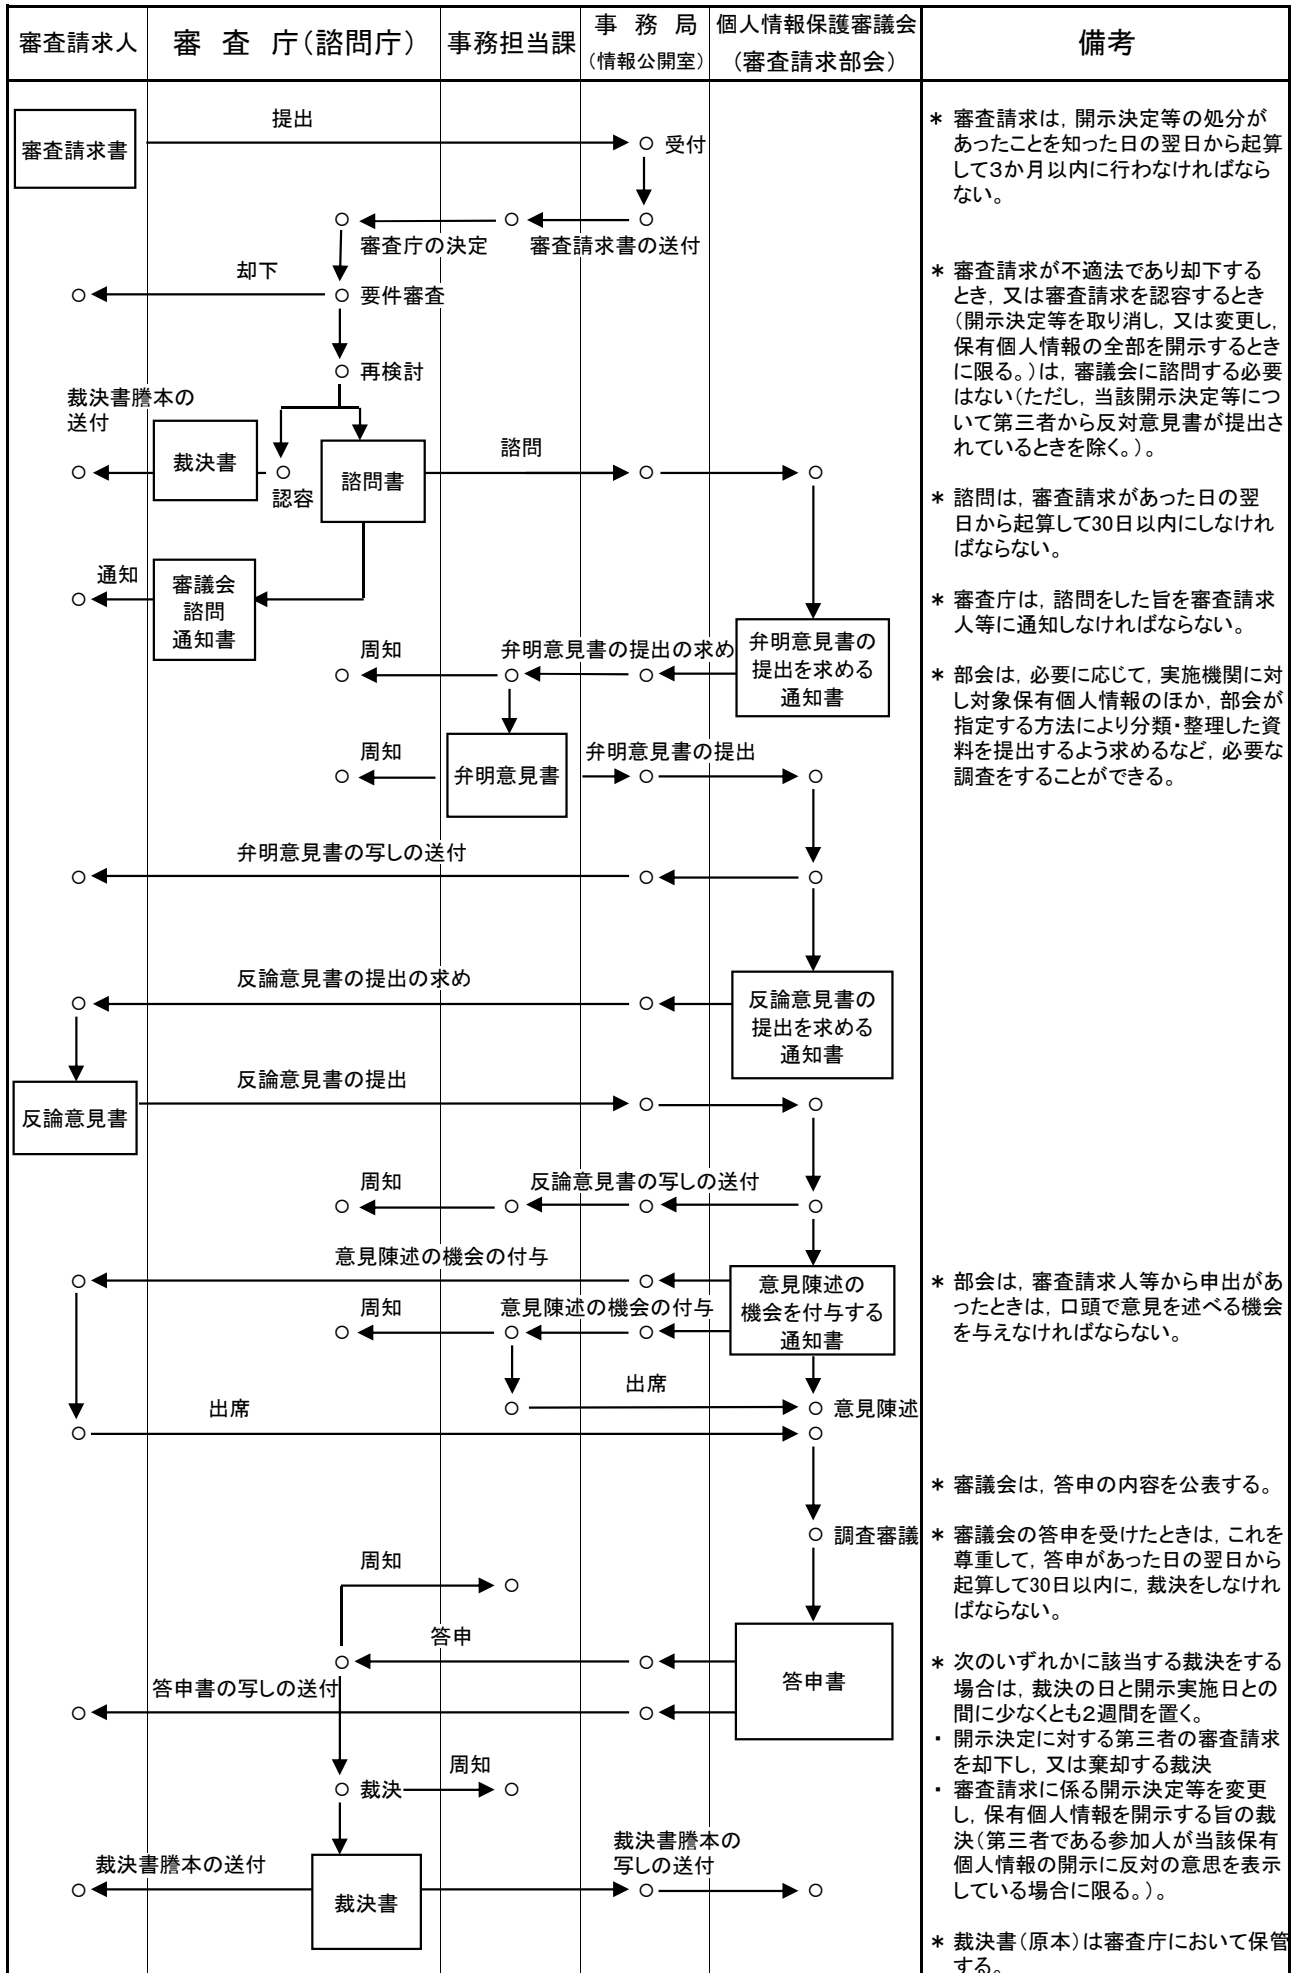 審査請求人
審 査 庁（諮問庁）
事務担当課
事 務 局
（情報公開室）
個人情報保護審議会
（審査請求部会）
備考
審査請求書
提出
受付
審査庁の決定
審査請求書の送付
却下
要件審査
再検討
裁決書謄本の
送付
裁決書
認容
諮問書
諮問
通知
審議会
諮問
通知書
周知
弁明意見書の提出の求め
弁明意見書の
提出を求める
通知書
周知
弁明意見書
弁明意見書の提出
弁明意見書の写しの送付
反論意見書の提出の求め
反論意見書の
提出を求める
通知書
反論意見書
反論意見書の提出
周知
反論意見書の写しの送付
意見陳述の機会の付与
周知
意見陳述の機会の付与
意見陳述の
機会を付与する
通知書
出席
意見陳述
出席
調査審議
周知
答申
答申書
答申書の写しの送付
裁決
周知
裁決書謄本の送付
裁決書
裁決書謄本の
写しの送付
＊ 審査請求は，開示決定等の処分が
あったことを知った日の翌日から起算
して３か月以内に行わなければなら
ない。
＊ 審査請求が不適法であり却下する
とき，又は審査請求を認容するとき
（開示決定等を取り消し，又は変更し，
保有個人情報の全部を開示するとき
に限る。）は，審議会に諮問する必要
はない（ただし，当該開示決定等につ
いて第三者から反対意見書が提出さ
れているときを除く。）。
＊ 諮問は，審査請求があった日の翌
日から起算して30日以内にしなけれ
ばならない。
＊ 審査庁は，諮問をした旨を審査請求
人等に通知しなければならない。
＊ 部会は，必要に応じて，実施機関に対
し対象保有個人情報のほか，部会が
指定する方法により分類・整理した資
料を提出するよう求めるなど，必要な
調査をすることができる。
＊ 部会は，審査請求人等から申出があ
ったときは，口頭で意見を述べる機会
を与えなければならない。
＊ 審議会は，答申の内容を公表する。
＊ 審議会の答申を受けたときは，これを
尊重して，答申があった日の翌日から
起算して30日以内に，裁決をしなけれ
ばならない。
＊ 次のいずれかに該当する裁決をする
場合は，裁決の日と開示実施日との
間に少なくとも２週間を置く。
・ 開示決定に対する第三者の審査請求
を却下し，又は棄却する裁決
・ 審査請求に係る開示決定等を変更
し，保有個人情報を開示する旨の裁
決（第三者である参加人が当該保有
個人情報の開示に反対の意思を表示
している場合に限る。）。
＊ 裁決書（原本）は審査庁において保管
する。